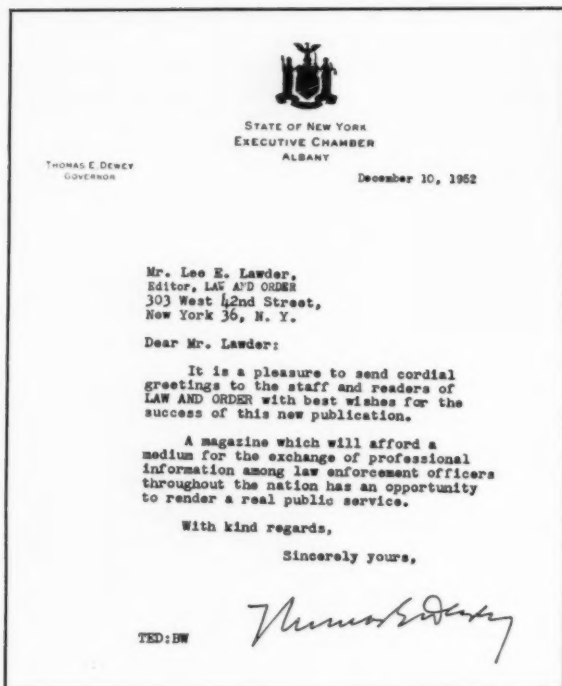 STATE OF NEW YORK
EXECUTIVE CHAMBER
ALBANY
THOMAS E. DEWEY
GOVERNOR
December 10, 1952
Mr. Lee E. Lawder,
Editor, LAW AND ORDER
303 West 42nd Street,
New York 36, N. Y.
Dear Mr. Lawder:
It is a pleasure to send cordial
greetings to the staff and readers of
LAW AND ORDER with best wishes for the
success of this new publication.
A magazine which will afford a
medium for the exchange of professional
information among law enforcement officers
throughout the nation has an opportunity
to render a real public service.
With kind regards,
Sincerely yours,
Thomas E. Dewey
TED:BW